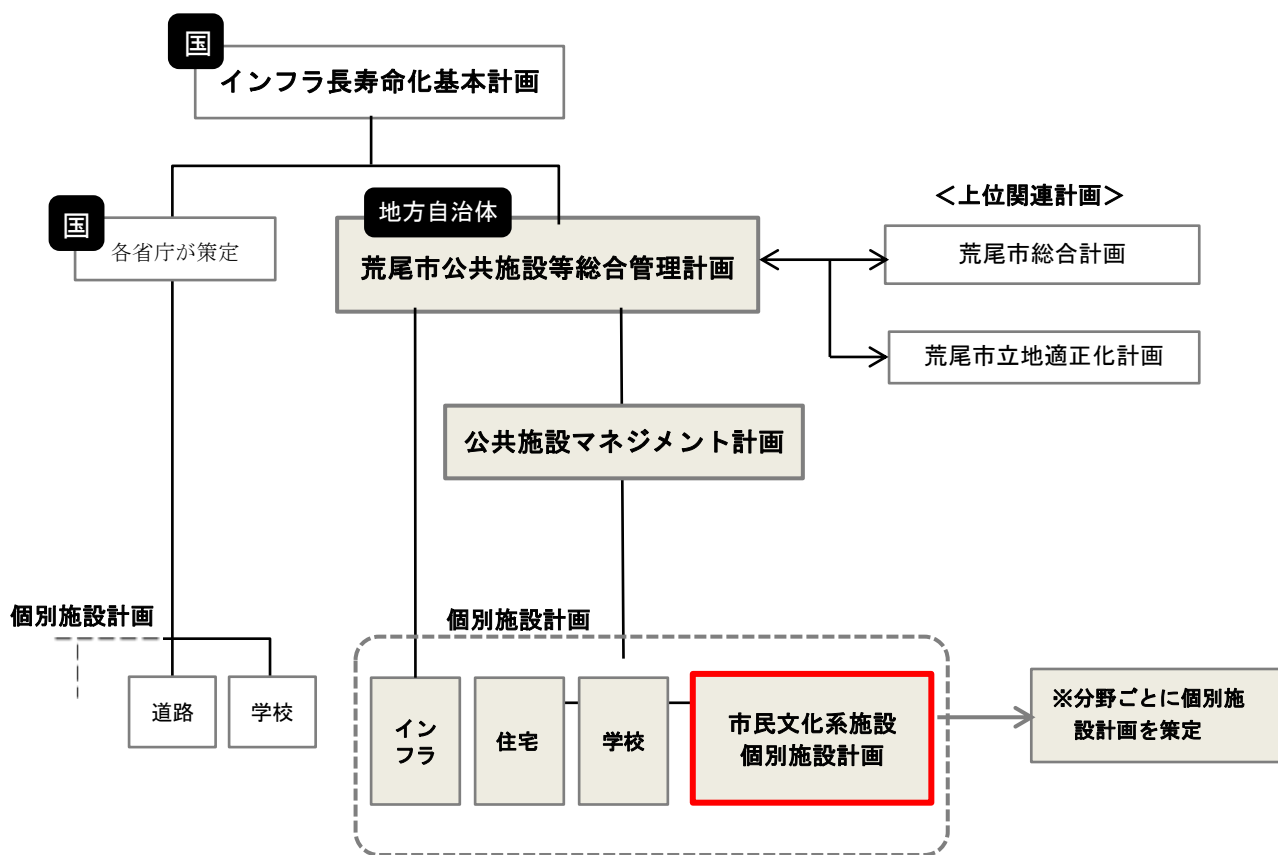 国
インフラ長寿命化基本計画
国
各省庁が策定
地方自治体
荒尾市公共施設等総合管理計画
＜上位関連計画＞
荒尾市総合計画
荒尾市立地適正化計画
公共施設マネジメント計画
個別施設計画
道路
学校
個別施設計画
イン
フラ
住宅
学校
市民文化系施設
個別施設計画
※分野ごとに個別施
設計画を策定